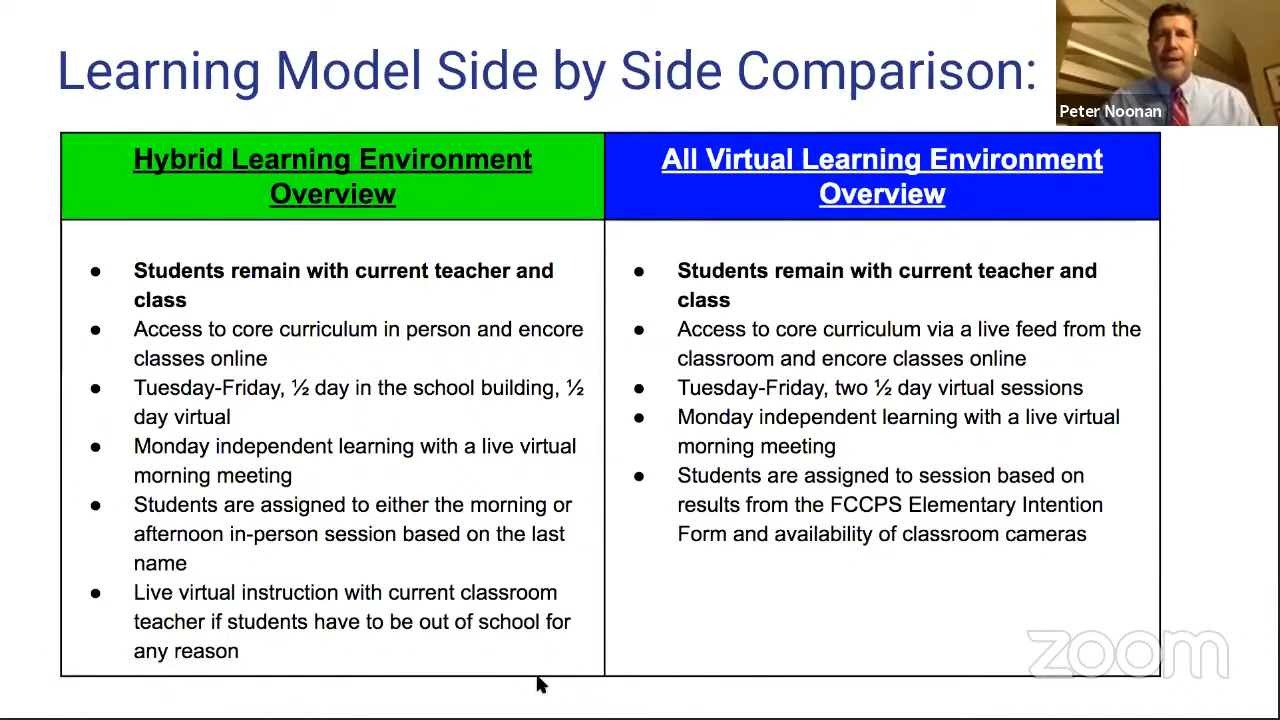 Learning Model Side by Side Comparison:
Peter Noonan
Hybrid Learning Environment
Overview
● Students remain with current teacher and
class
● Access to core curriculum in person and encore
classes online
● Tuesday-Friday, ½ day in the school building, ½
day virtual
● Monday independent learning with a live virtual
morning meeting
● Students are assigned to either the morning or
afternoon in-person session based on the last
name
● Live virtual instruction with current classroom
teacher if students have to be out of school for
any reason
All Virtual Learning Environment
Overview
● Students remain with current teacher and
class
● Access to core curriculum via a live feed from the
classroom and encore classes online
● Tuesday-Friday, two ½ day virtual sessions
● Monday independent learning with a live virtual
morning meeting
● Students are assigned to session based on
results from the FCCPS Elementary Intention
Form and availability of classroom cameras
zoom